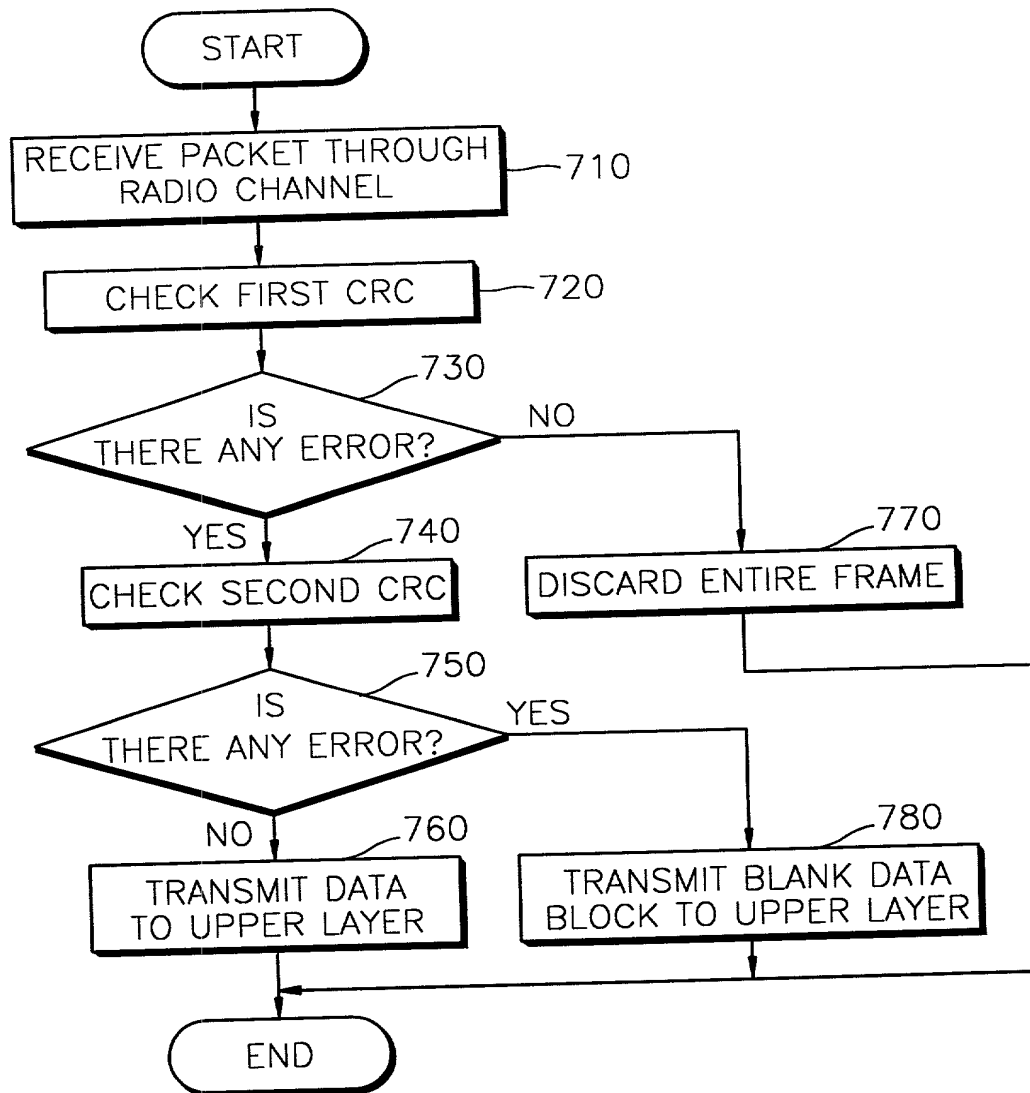 START
RECEIVE PACKET THROUGH
RADIO CHANNEL
710
CHECK FIRST CRC
720
730
IS
THERE ANY ERROR?
NO
YES
740
770
CHECK SECOND CRC
DISCARD ENTIRE FRAME
750
IS
THERE ANY ERROR?
YES
NO
760
780
TRANSMIT DATA
TO UPPER LAYER
TRANSMIT BLANK DATA
BLOCK TO UPPER LAYER
END